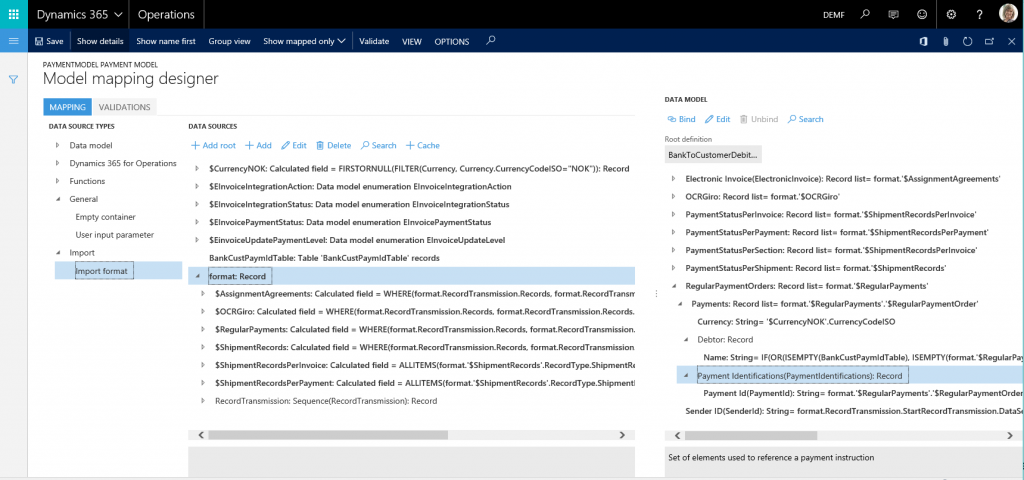 Dynamics 365 Operations DEMF ?
Save Show details Show name first Group view Show mapped only Validate VIEW OPTIONS
PAYMENTMODEL PAYMENT MODEL
Model mapping designer
MAPPING VALIDATIONS
DATA SOURCE TYPES
Data model
Dynamics 365 for Operations
Functions
General
Empty container
User input parameter
Import
Import format
DATA SOURCES
+ Add root + Add Edit Delete Search + Cache
$CurrencyNOK: Calculated field = FIRSTORNULL(FILTER(Currency, Currency.CurrencyCodeISO="NOK")): Record
$EInvoiceIntegrationAction: Data model enumeration EInvoiceIntegrationAction
$EInvoiceIntegrationStatus: Data model enumeration EInvoiceIntegrationStatus
$EInvoicePaymentStatus: Data model enumeration EInvoicePaymentStatus
$EinvoiceUpdatePaymentLevel: Data model enumeration EInvoiceUpdateLevel
BankCustPaymIdTable: Table 'BankCustPaymIdTable' records
format: Record
$AssignmentAgreements: Calculated field = WHERE(format.RecordTransmission.Records, format.RecordTransm
$OCRGiro: Calculated field = WHERE(format.RecordTransmission.Records, format.RecordTransmission.Records.
$RegularPayments: Calculated field = WHERE(format.RecordTransmission.Records, format.RecordTransmission
$ShipmentRecords: Calculated field = WHERE(format.RecordTransmission.Records, format.RecordTransmission
$ShipmentRecordsPerInvoice: Calculated field = ALLITEMS(format.'$ShipmentRecords'.RecordType.Shipment
$ShipmentRecordsPerPayment: Calculated field = ALLITEMS(format.'$ShipmentRecords'.RecordType.Shipmen
RecordTransmission: Sequence(RecordTransmission): Record
DATA MODEL
Bind Edit Unbind Search
Root definition
BankToCustomerDebit...
Electronic Invoice(ElectronicInvoice): Record list= format.'$AssignmentAgreements'
OCRGiro: Record list= format.'$OCRGiro'
PaymentStatusPerInvoice: Record list= format.'$ShipmentRecordsPerInvoice'
PaymentStatusPerPayment: Record list= format.'$ShipmentRecordsPerPayment'
PaymentStatusPerSection: Record list= format.'$ShipmentRecordsPerInvoice'
PaymentStatusPerShipment: Record list= format.'$ShipmentRecords'
RegularPaymentOrders: Record list= format.'$RegularPayments'
Payments: Record list= format.'$RegularPayments'.'$RegularPaymentOrder'
Currency: String= '$CurrencyNOK'.CurrencyCodeISO
Debtor: Record
Name: String= IF(OR(ISEMPTY(BankCustPaymIdTable), ISEMPTY(format.'$RegularPay
Payment Identifications(PaymentIdentifications): Record
Payment Id(PaymentId): String= format.'$RegularPayments'.'$RegularPaymentOrder
Sender ID(SenderId): String= format.RecordTransmission.StartRecordTransmission.DataSe
Set of elements used to reference a payment instruction